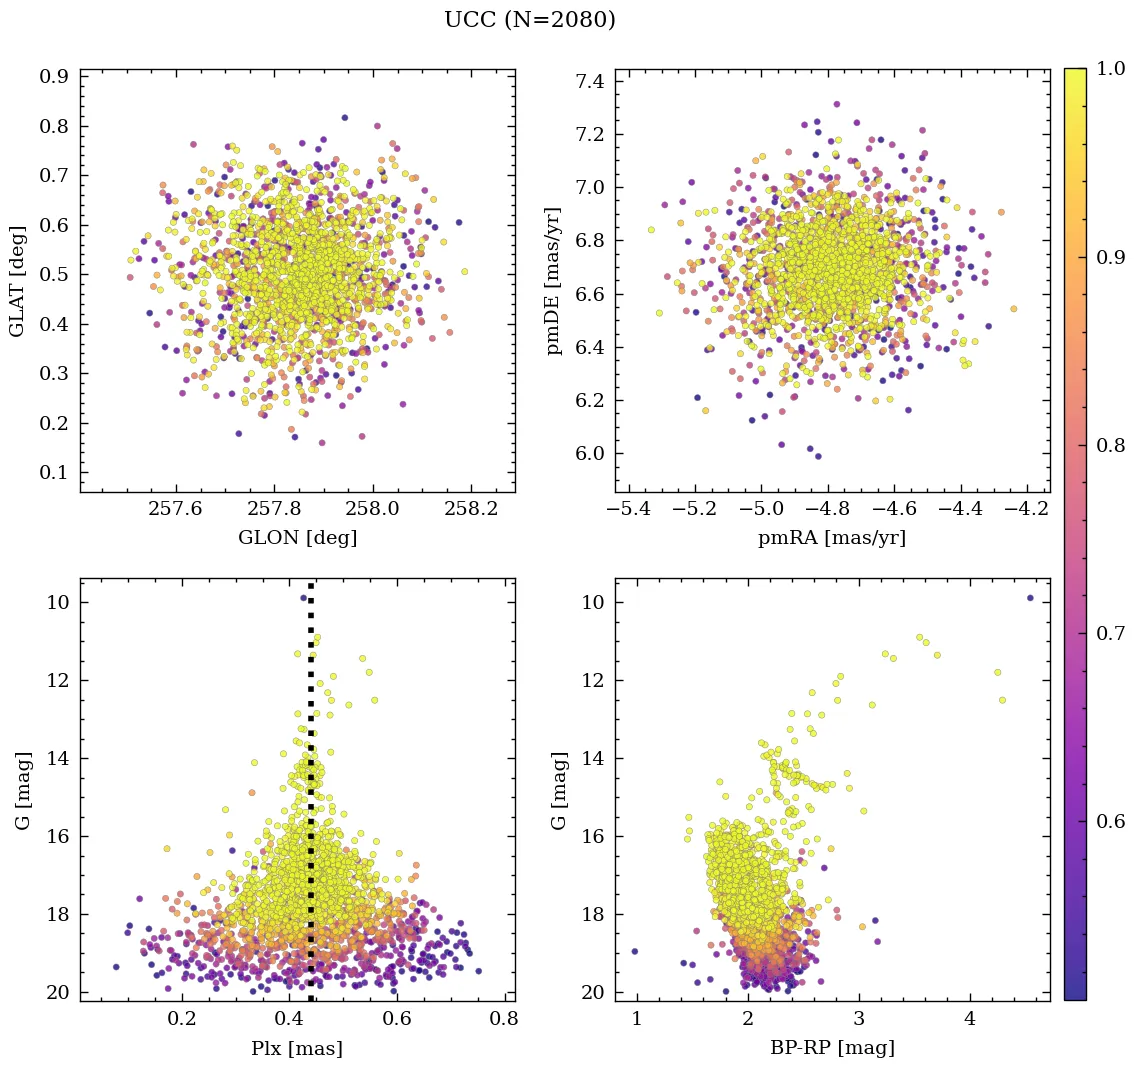 UCC (N=2080)
0.9
0.8
0.7
0.6
0.5
0.4
0.3
0.2
0.1
GLAT [deg]
257.6 257.8 258.0 258.2
GLON [deg]
7.4
7.2
7.0
6.8
6.6
6.4
6.2
6.0
pmDE [mas/yr]
−5.4 −5.2 −5.0 −4.8 −4.6 −4.4 −4.2
pmRA [mas/yr]
1.0
0.9
0.8
0.7
0.6
10
12
14
16
18
20
G [mag]
0.2 0.4 0.6 0.8
Plx [mas]
10
12
14
16
18
20
G [mag]
1 2 3 4
BP-RP [mag]